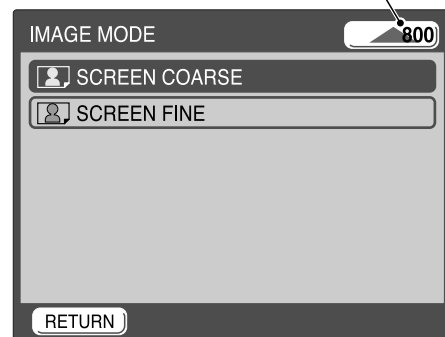 IMAGE MODE 800
SCREEN COARSE
SCREEN FINE
RETURN